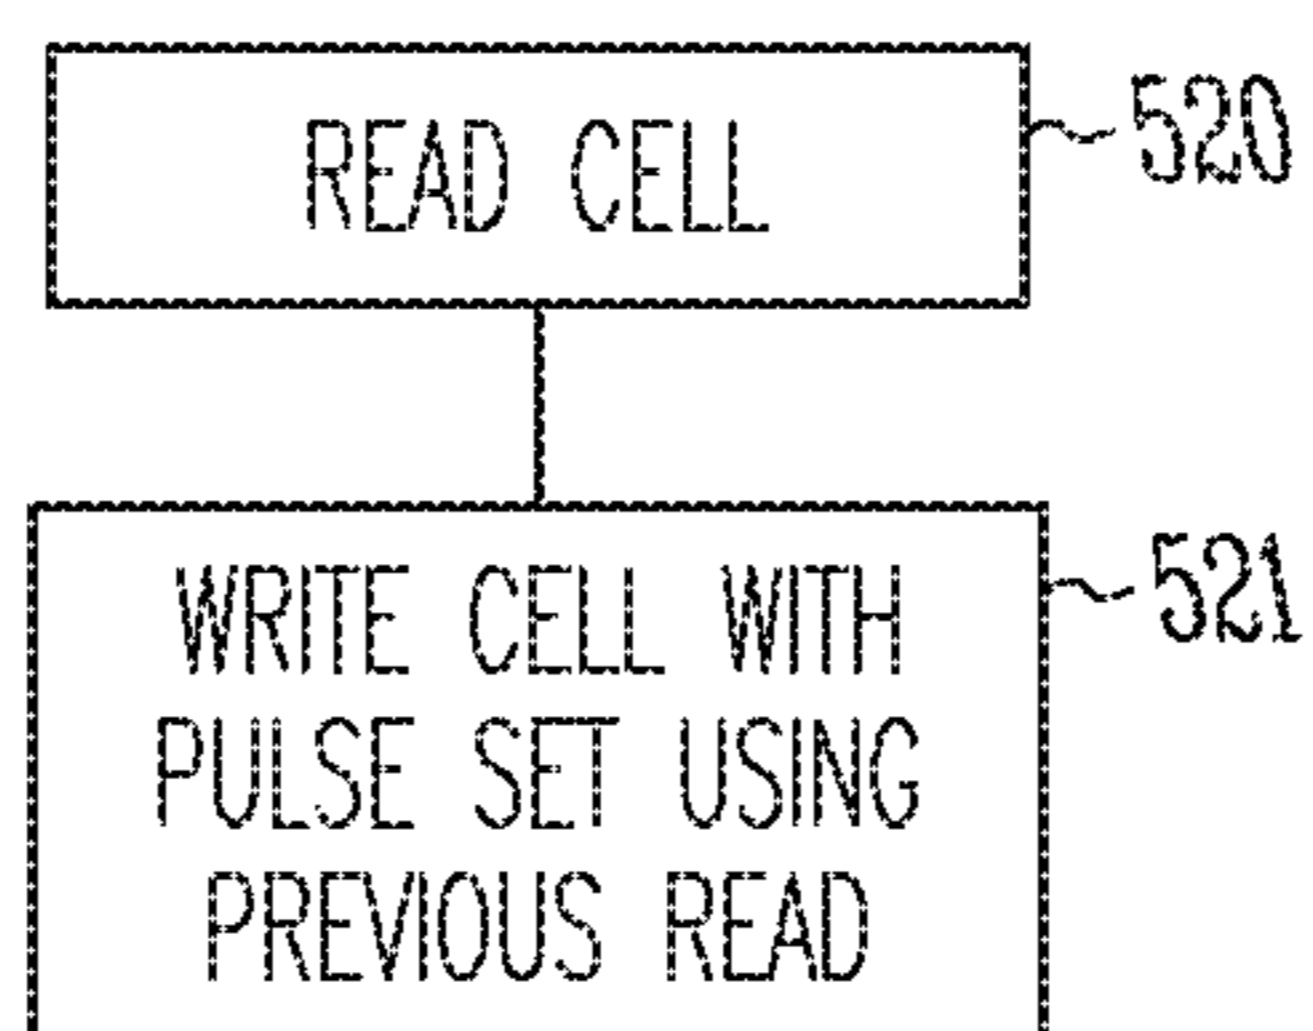 READ CELL
520
WRITE CELL WITH
PULSE SET USING
PREVIOUS READ
521